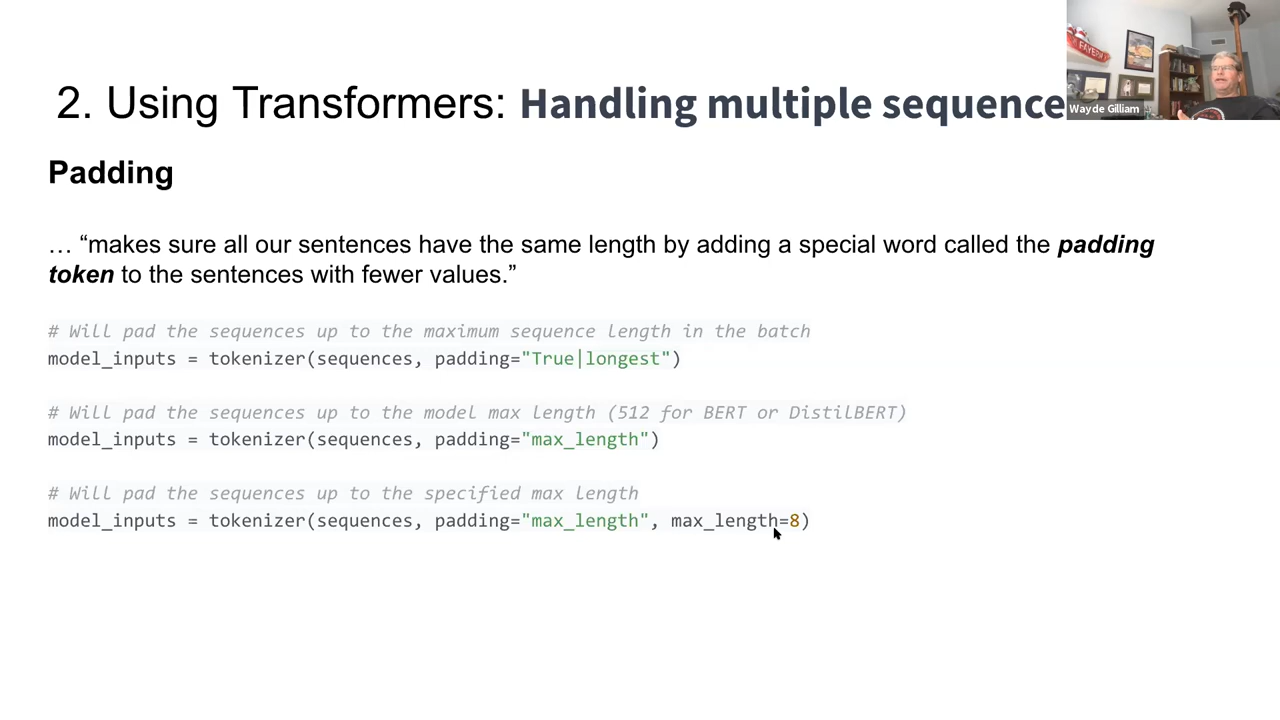 2. Using Transformers: Handling multiple sequence
FAYE
Wayde Gilliam
Padding
… “makes sure all our sentences have the same length by adding a special word called the padding
token to the sentences with fewer values.”
# Will pad the sequences up to the maximum sequence length in the batch
model_inputs = tokenizer(sequences, padding="True|longest")
# Will pad the sequences up to the model max length (512 for BERT or DistilBERT)
model_inputs = tokenizer(sequences, padding="max_length")
# Will pad the sequences up to the specified max length
model_inputs = tokenizer(sequences, padding="max_length", max_length=8)